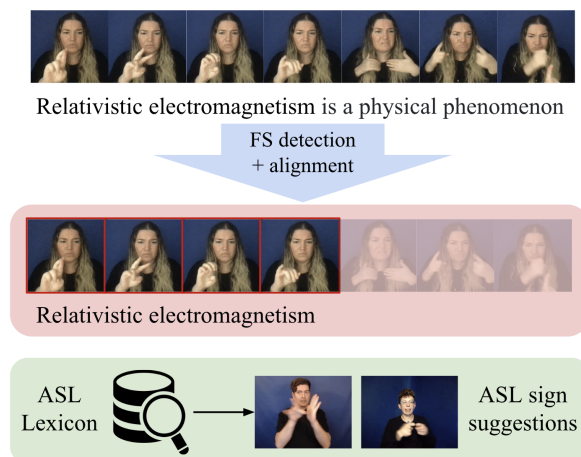 Relativistic electromagnetism is a physical phenomenon
FS detection
+ alignment
Relativistic electromagnetism
ASL
Lexicon
ASL sign
suggestions